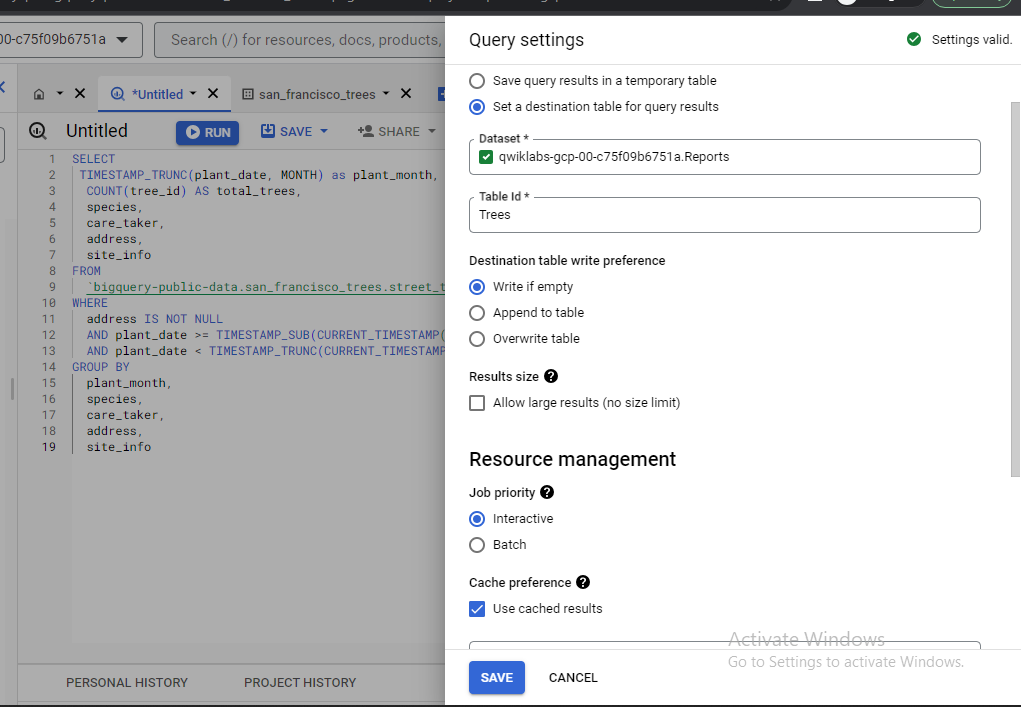 00-c75f09b6751a
Search (/) for resources, docs, products,
*Untitled
san_francisco_trees
Untitled
RUN
SAVE
SHARE
1 SELECT
2 TIMESTAMP_TRUNC(plant_date, MONTH) as plant_month,
3 COUNT(tree_id) AS total_trees,
4 species,
5 care_taker,
6 address,
7 site_info
8 FROM
9 `bigquery-public-data.san_francisco_trees.street_t
10 WHERE
11 address IS NOT NULL
12 AND plant_date >= TIMESTAMP_SUB(CURRENT_TIMESTAMP(
13 AND plant_date < TIMESTAMP_TRUNC(CURRENT_TIMESTAMP
14 GROUP BY
15 plant_month,
16 species,
17 care_taker,
18 address,
19 site_info
PERSONAL HISTORY
PROJECT HISTORY
Query settings
Settings valid.
Save query results in a temporary table
Set a destination table for query results
Dataset *
qwiklabs-gcp-00-c75f09b6751a.Reports
Table Id *
Trees
Destination table write preference
Write if empty
Append to table
Overwrite table
Results size
Allow large results (no size limit)
Resource management
Job priority
Interactive
Batch
Cache preference
Use cached results
Activate Windows
Go to Settings to activate Windows.
SAVE
CANCEL